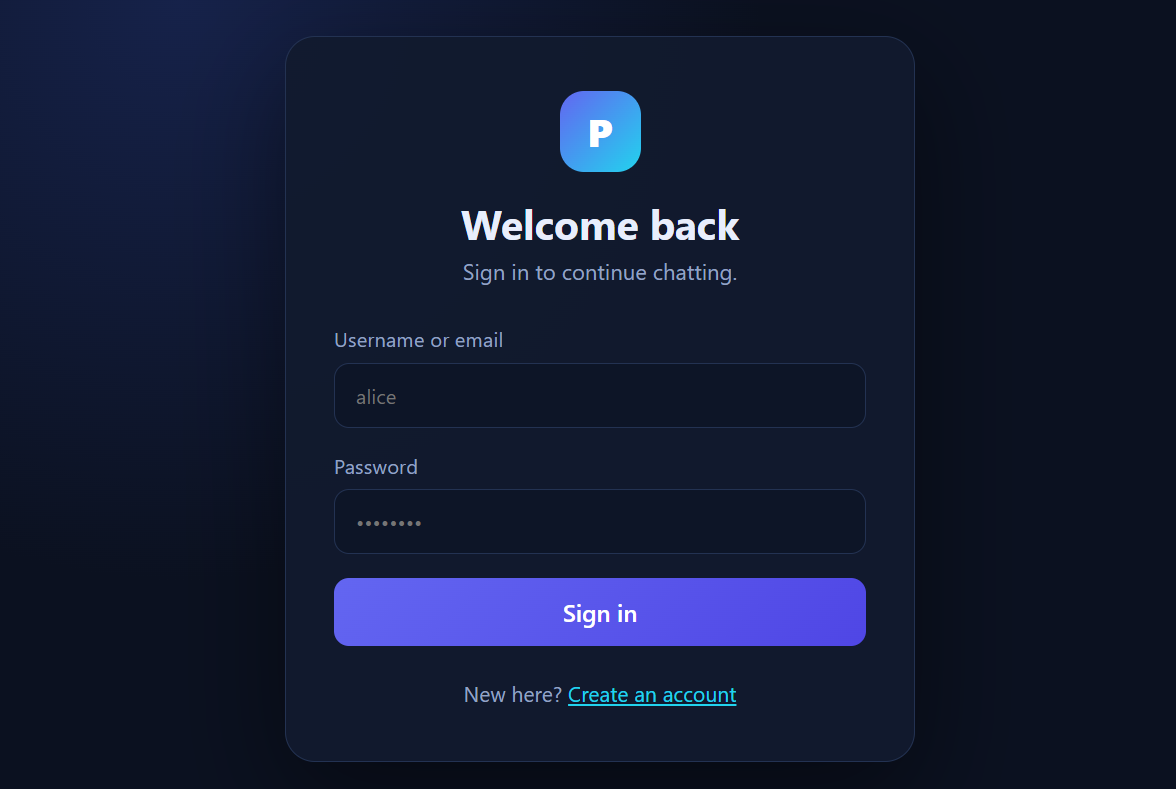 P
Welcome back
Sign in to continue chatting.
Username or email
alice
Password
••••••••
Sign in
New here? Create an account